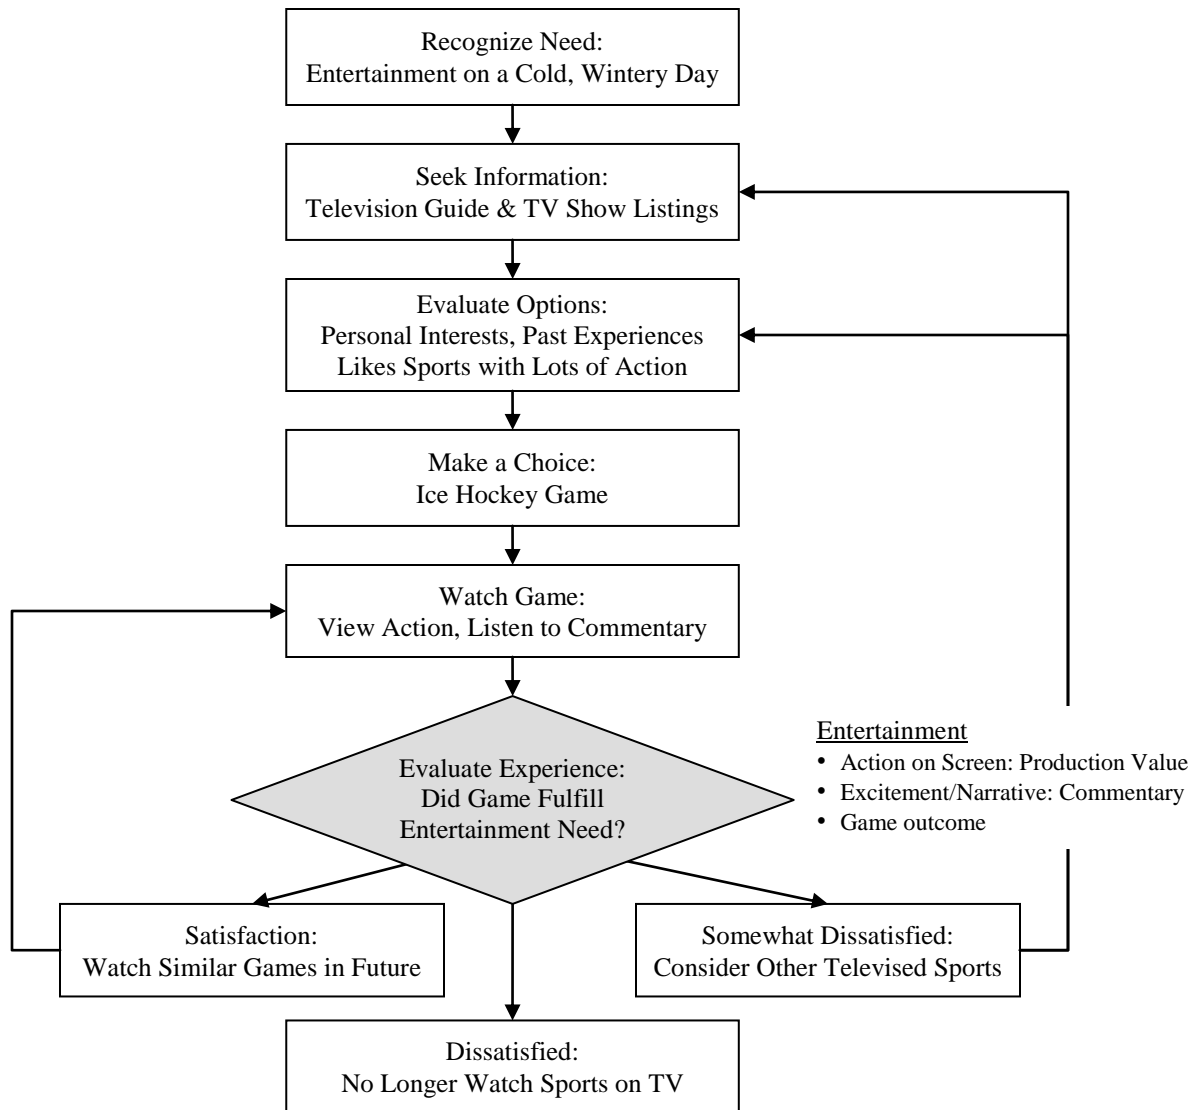 Recognize Need:
Entertainment on a Cold, Wintery Day
Seek Information:
Television Guide & TV Show Listings
Evaluate Options:
Personal Interests, Past Experiences
Likes Sports with Lots of Action
Make a Choice:
Ice Hockey Game
Watch Game:
View Action, Listen to Commentary
Evaluate Experience:
Did Game Fulfill
Entertainment Need?
Entertainment
• Action on Screen: Production Value
• Excitement/Narrative: Commentary
• Game outcome
Satisfaction:
Watch Similar Games in Future
Somewhat Dissatisfied:
Consider Other Televised Sports
Dissatisfied:
No Longer Watch Sports on TV